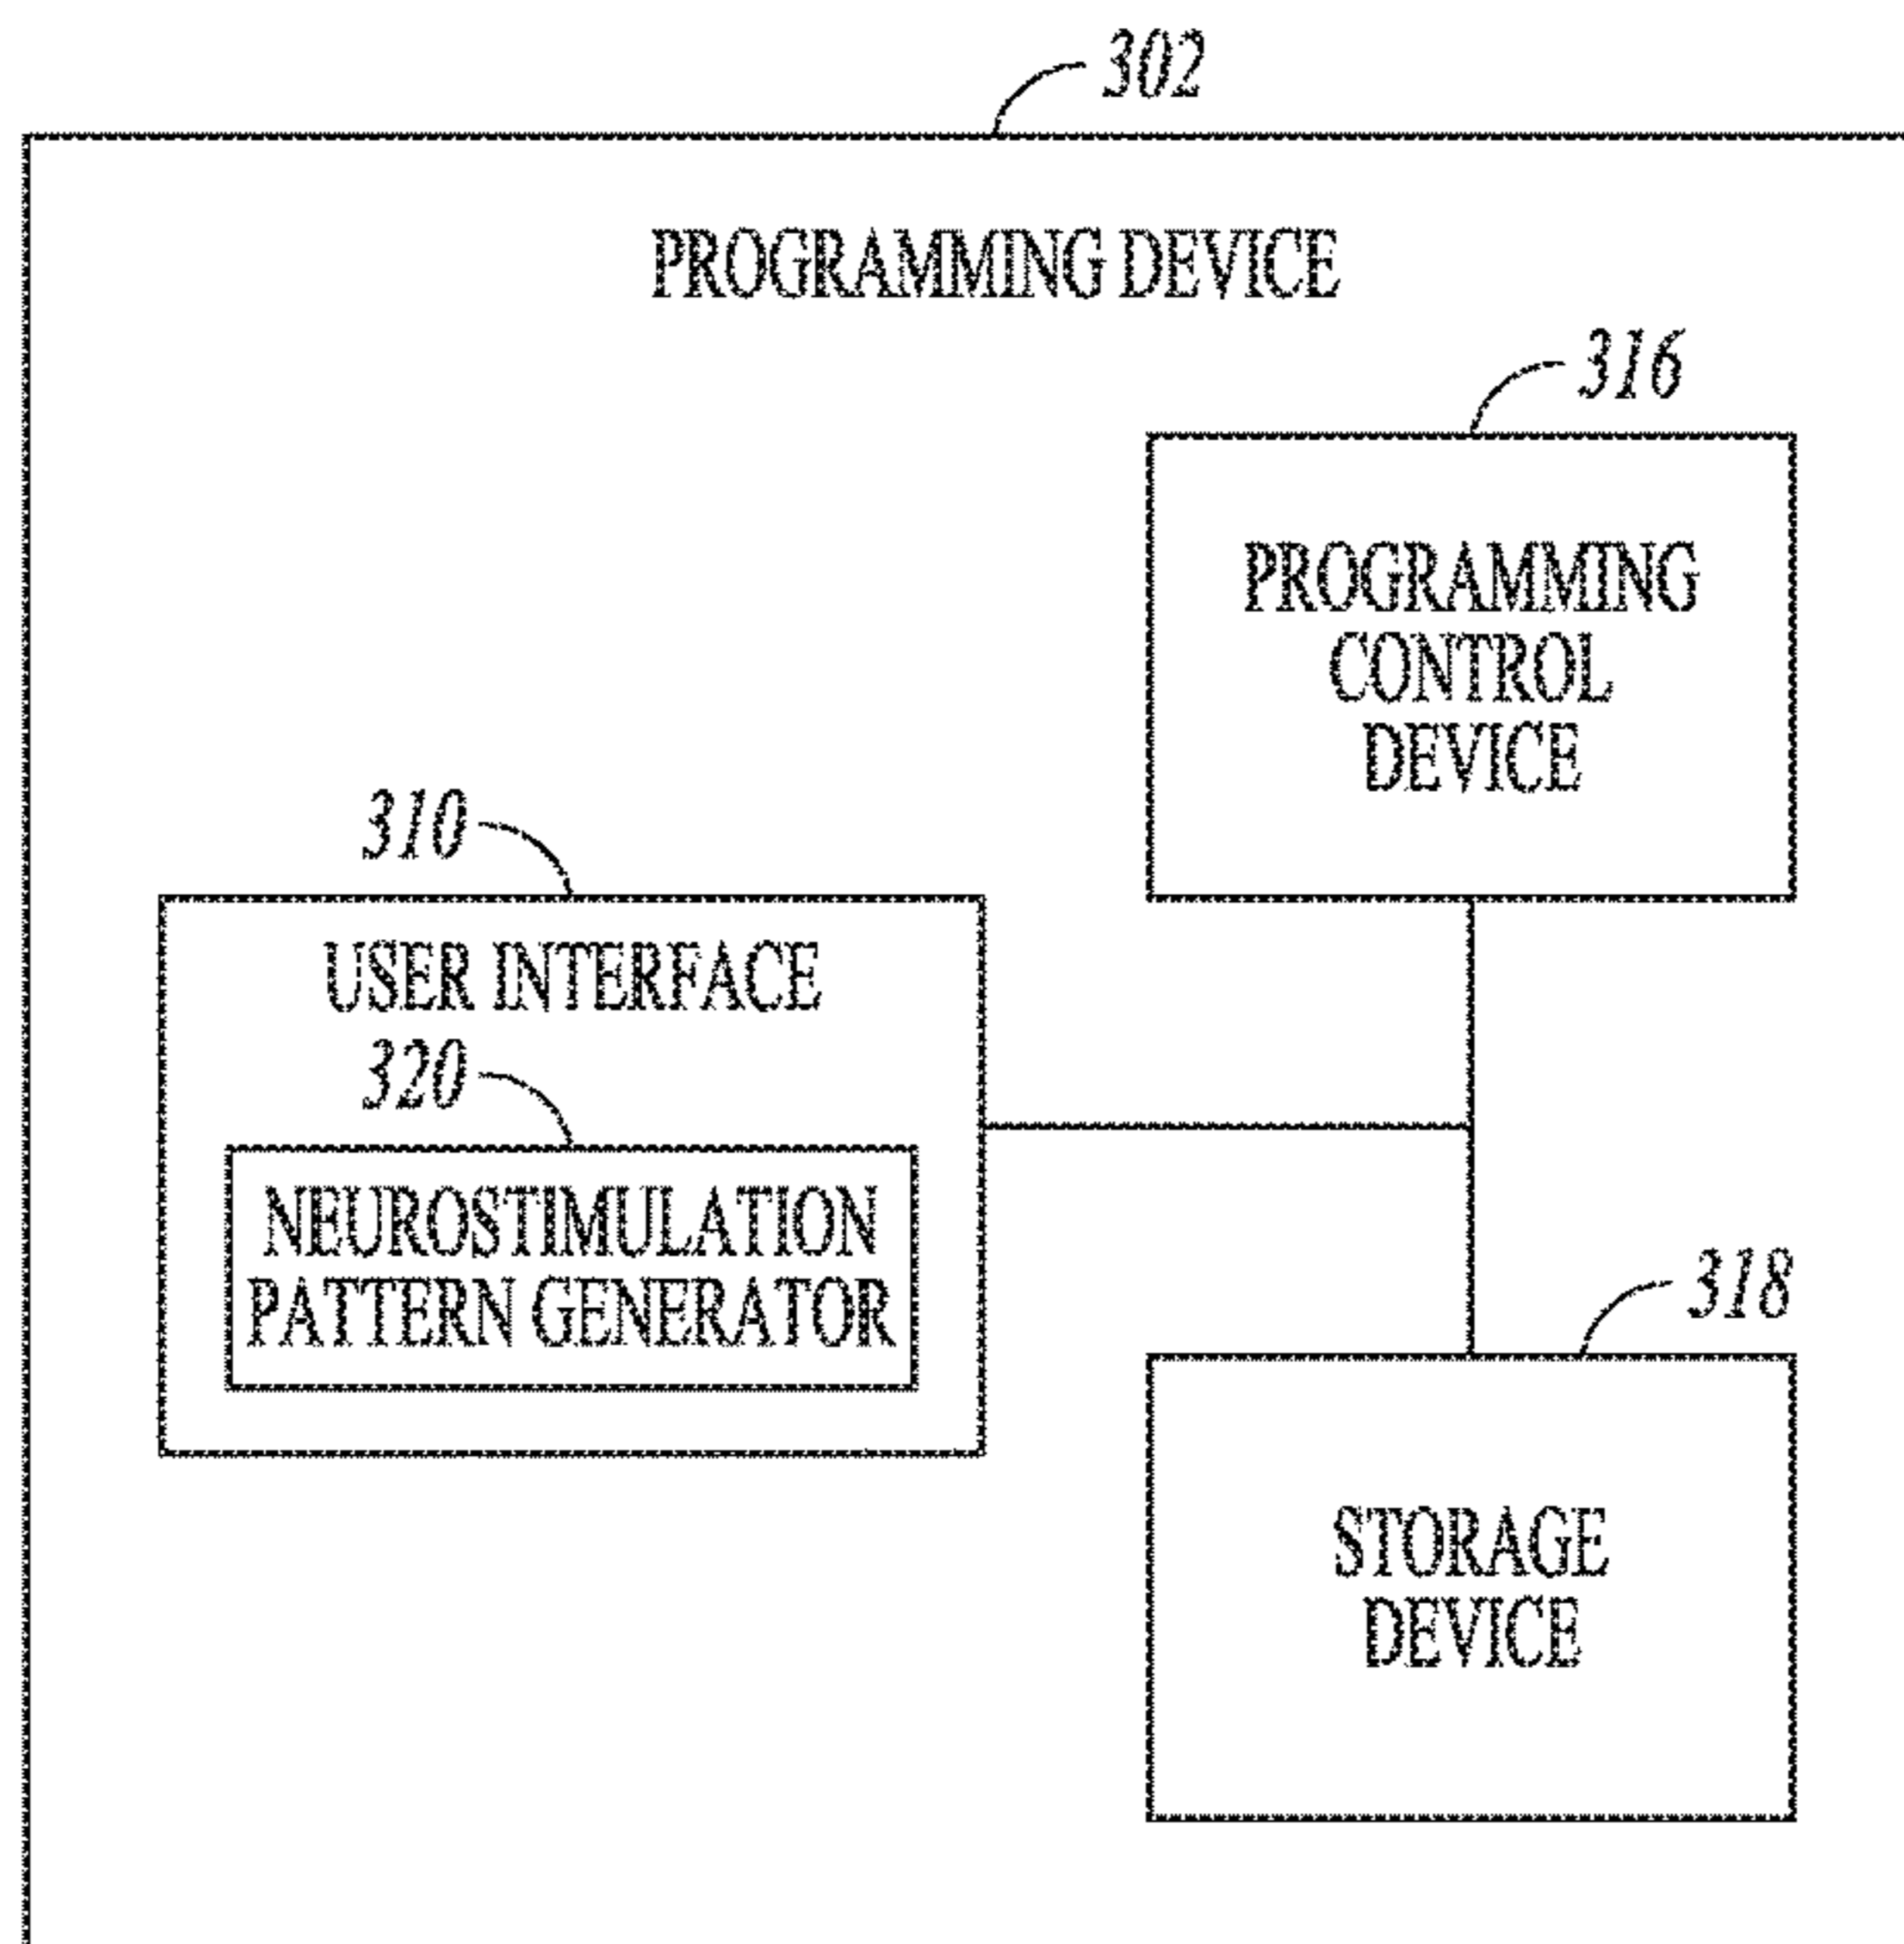 302
PROGRAMMING DEVICE
316
PROGRAMMING
CONTROL
DEVICE
310
USER INTERFACE
320
NEUROSTIMULATION
PATTERN GENERATOR
318
STORAGE
DEVICE